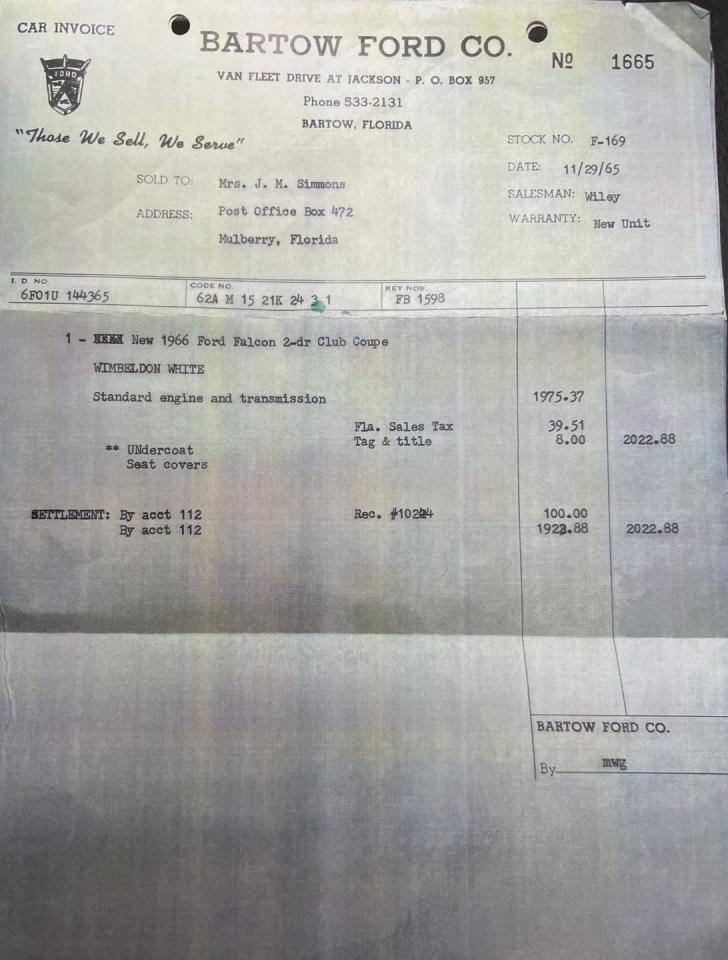 CAR INVOICE
BARTOW FORD CO.
Nº 1665
FORD
VAN FLEET DRIVE AT JACKSON - P. O. BOX 957
Phone 533-2131
BARTOW, FLORIDA
"Those We Sell, We Serve"
STOCK NO. F-169
DATE: 11/29/65
SALESMAN: Wiley
WARRANTY: New Unit
SOLD TO: Mrs. J. M. Simmons
ADDRESS: Post Office Box 472
Mulberry, Florida
I. D. NO. CODE NO. KEY NOS.
6F01U 144365 62A M 15 21K 24 3 1 FB 1598
1 - New 1966 Ford Falcon 2-dr Club Coupe
WIMBELDON WHITE
Standard engine and transmission 1975.37
Fla. Sales Tax 39.51
Tag & title 8.00 2022.88
** UNdercoat
Seat covers
SETTLEMENT: By acct 112 Rec. 100.00
By acct 112 1922.88 2022.88
BARTOW FORD CO.
By mwg